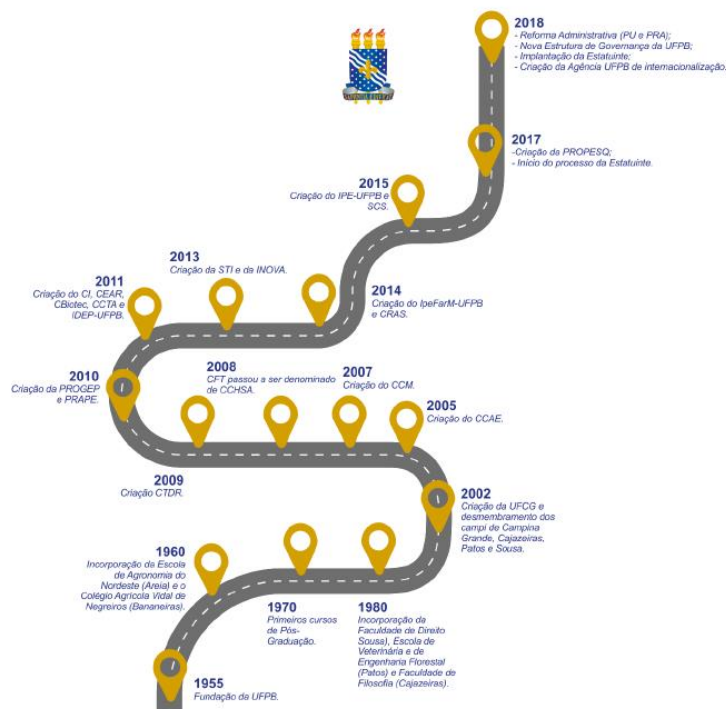 2018
- Reforma Administrativa (PU e PRA);
- Nova Estrutura de Governança da UFPB;
- Implantação da Estatuinte;
- Criação da Agência UFPB de internacionalização.
2017
-Criação da PROPESQ;
- Início do processo da Estatuinte.
2015
Criação do IPE-UFPB e
SCS.
2013
Criação da STI e da INOVA.
2014
Criação do IpeFarM-UFPB
e CRAS.
2011
Criação do CI, CEAR,
CBiotec, CCTA e
IDEP-UFPB.
2010
Criação da PROGEP
e PRAPE.
2008
CFT passou a ser denominado
de CCHSA.
2007
Criação do CCM.
2005
Criação do CCAE.
2009
Criação CTDR.
2002
Criação da UFCG e
desmembramento dos
campi de Campina
Grande, Cajazeiras,
Patos e Sousa.
1960
Incorporação da Escola
de Agronomia do
Nordeste (Areia) e o
Colégio Agrícola Vidal de
Negreiros (Bananeiras).
1970
Primeiros cursos
de Pós-
Graduação.
1980
Incorporação da
Faculdade de Direito
Sousa), Escola de
Veterinária e de
Engenharia Florestal
(Patos) e Faculdade de
Filosofia (Cajazeiras).
1955
Fundação da UFPB.